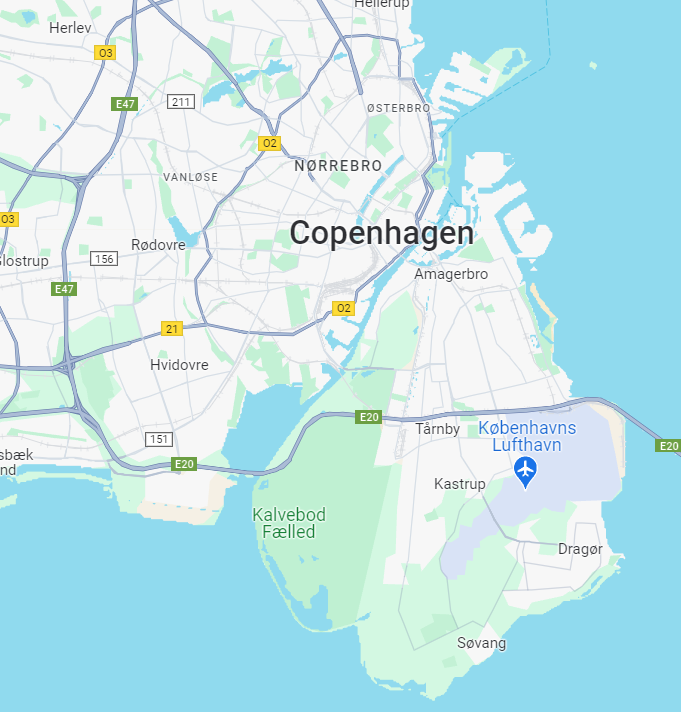 Hellerup
Herlev
O3
E47
211
ØSTERBRO
O2
NØRREBRO
VANLØSE
O3
Copenhagen
Rødovre
156
Glostrup
Amagerbro
E47
O2
21
Hvidovre
E20
Tårnby
Københavns
Lufthavn
151
E20
E20
sbæk
nd
Kastrup
Kalvebod
Fælled
Dragør
Søvang